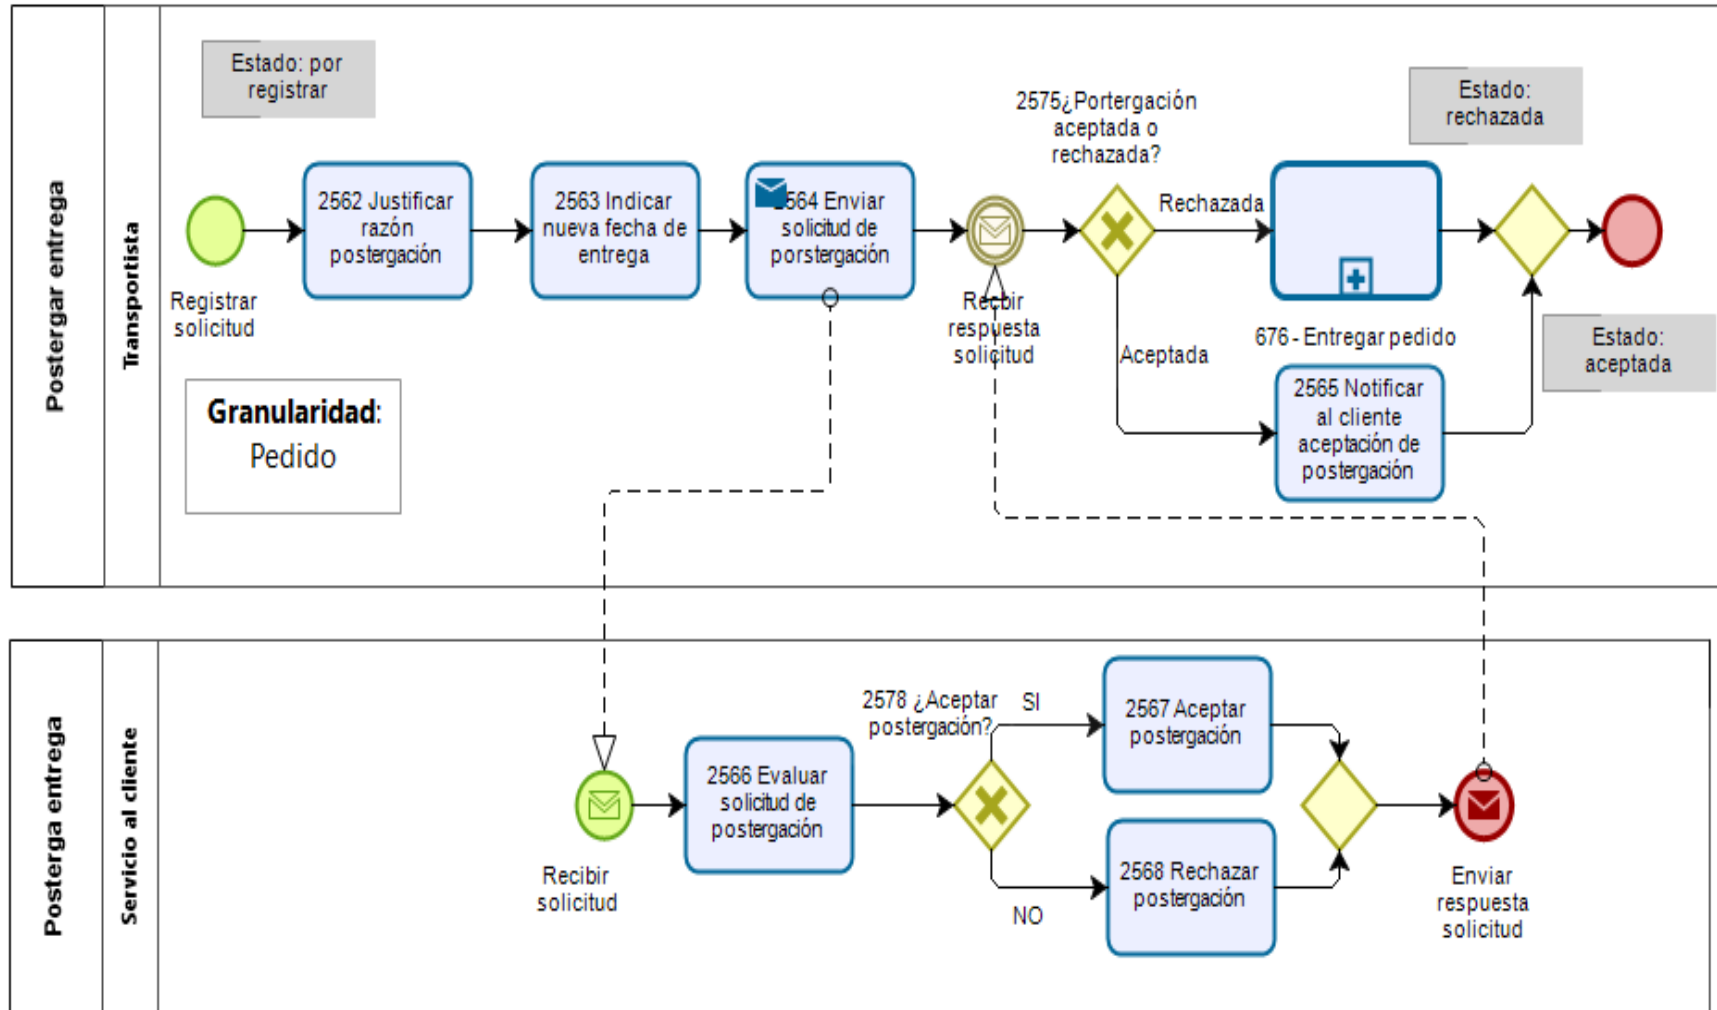 Postergar entrega
Transportista
Estado: por
registrar
Registrar
solicitud
Granularidad:
Pedido
2562 Justificar
razón
postergación
2563 Indicar
nueva fecha de
entrega
2564 Enviar
solicitud de
porstergación
Recibir
respuesta
solicitud
2575¿Portergación
aceptada o
rechazada?
Rechazada
Aceptada
Estado:
rechazada
676 - Entregar pedido
2565 Notificar
al cliente
aceptación de
postergación
Estado:
aceptada
Posterga entrega
Servicio al cliente
Recibir
solicitud
2566 Evaluar
solicitud de
postergación
2578 ¿Aceptar
postergación?
SI
NO
2567 Aceptar
postergación
2568 Rechazar
postergación
Enviar
respuesta
solicitud